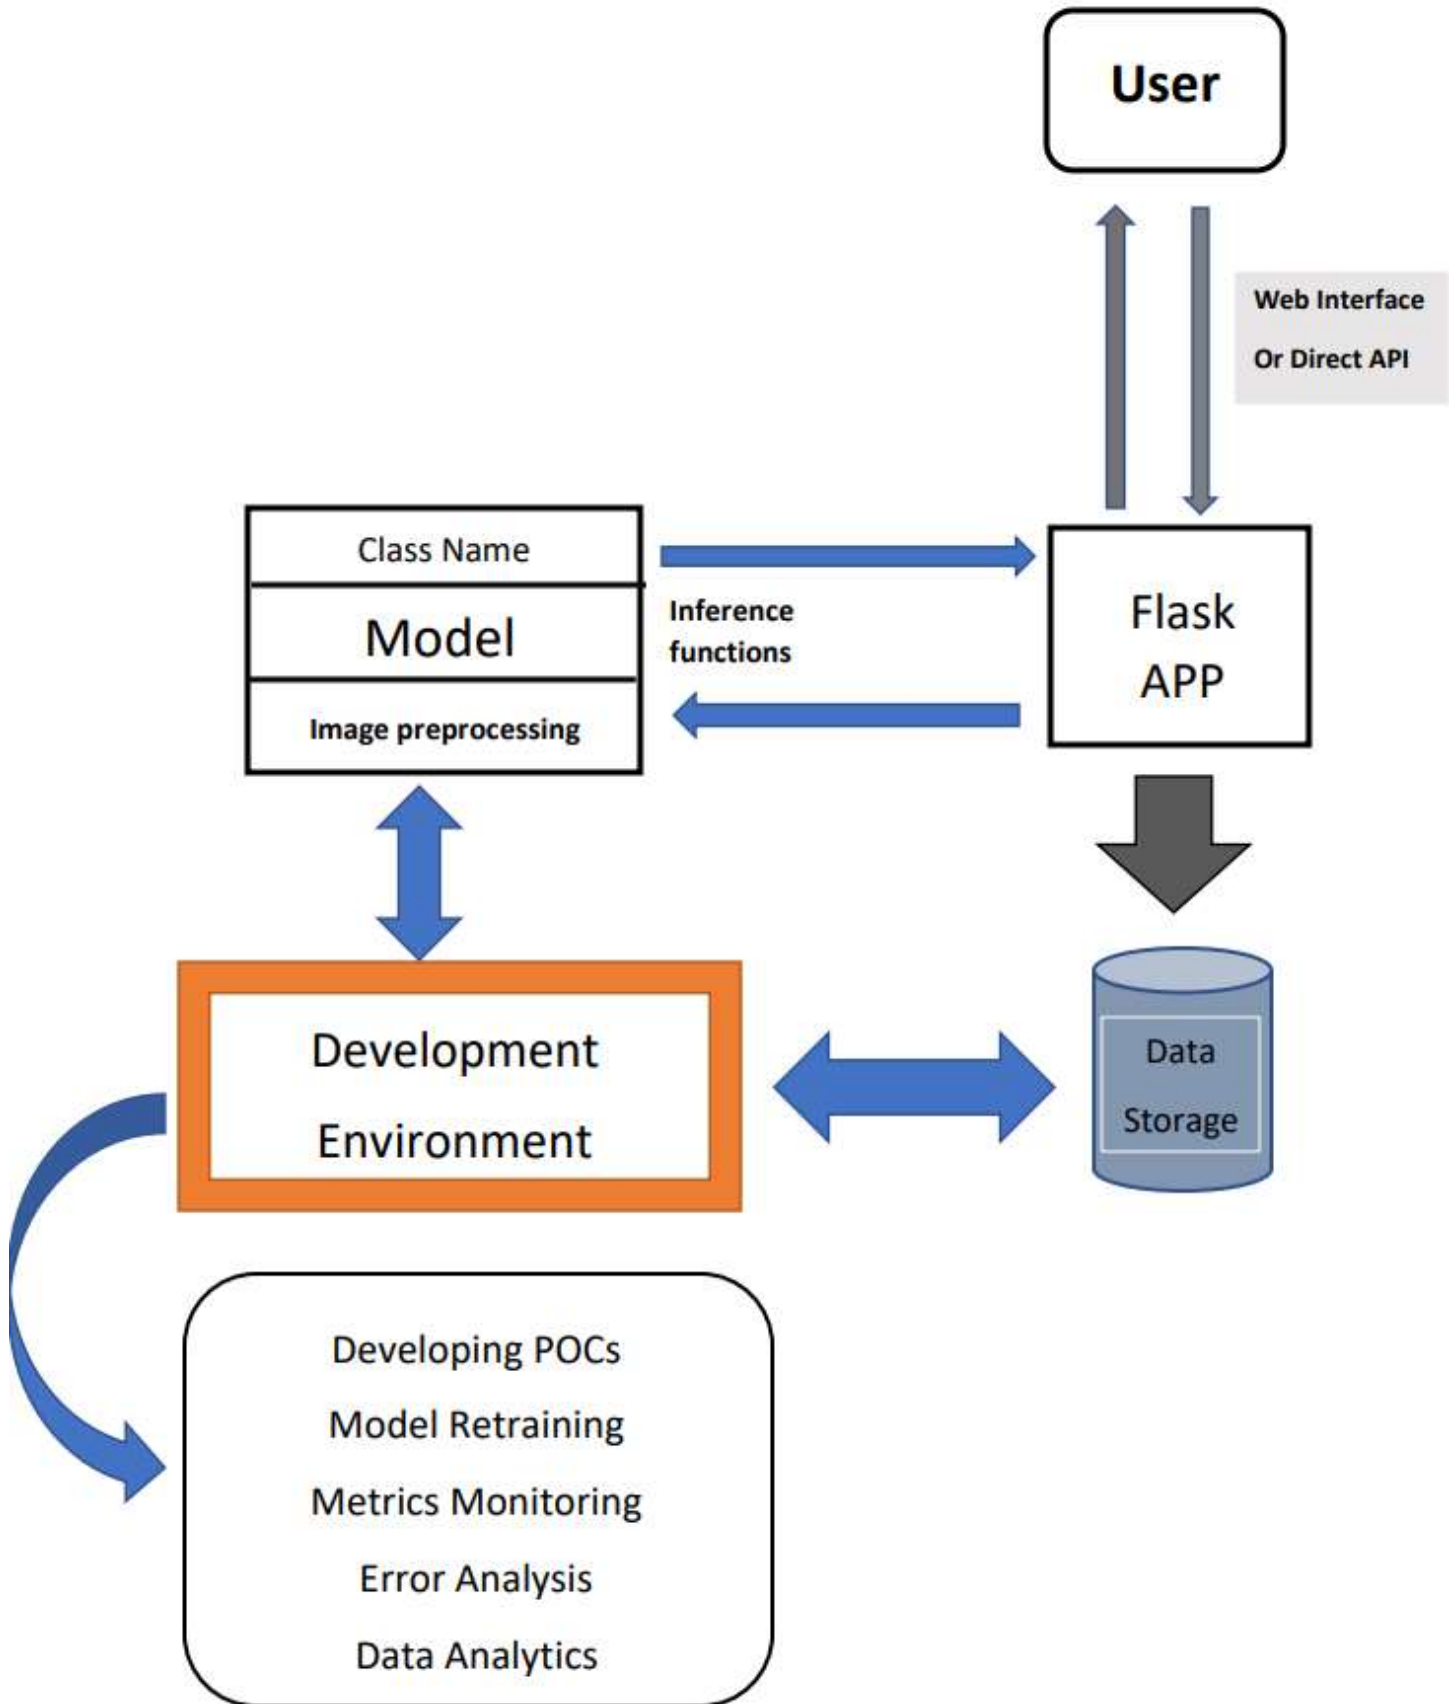 User
Web Interface
Or Direct API
Class Name
Model
Image preprocessing
Inference
functions
Flask
APP
Development
Environment
Data
Storage
Developing POCs
Model Retraining
Metrics Monitoring
Error Analysis
Data Analytics